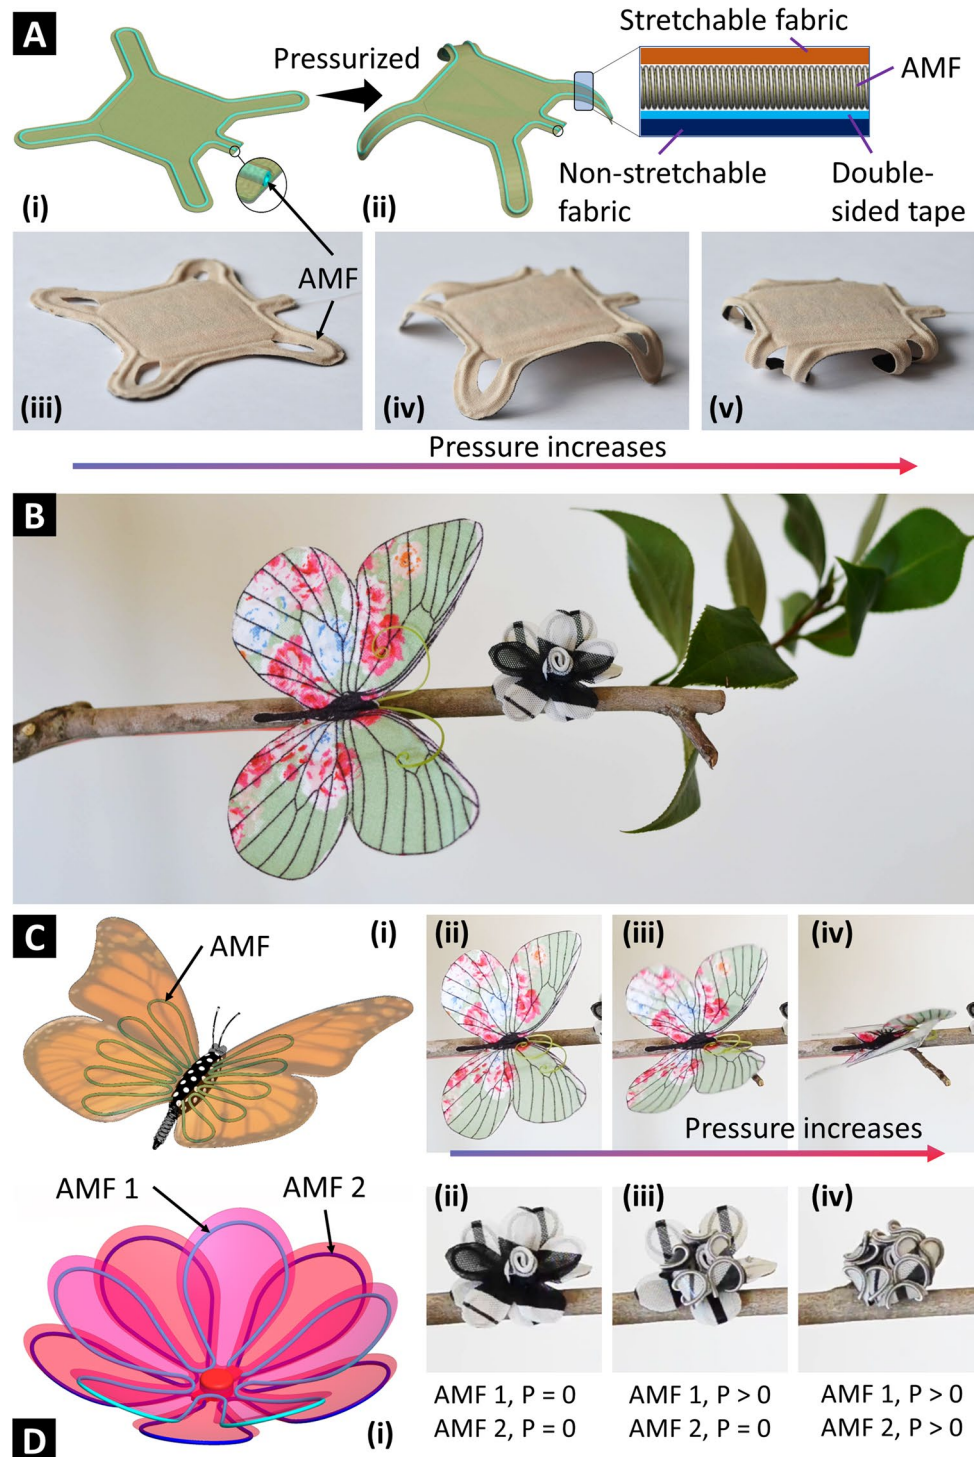 A
Pressurized
Stretchable fabric
AMF
Non-stretchable
fabric
Double-
sided tape
(i)
(ii)
AMF
(iii)
(iv)
(v)
Pressure increases
B
C
AMF
(i)
(ii)
(iii)
(iv)
Pressure increases
AMF 1
AMF 2
(ii)
(iii)
(iv)
AMF 1, P = 0
AMF 2, P = 0
AMF 1, P > 0
AMF 2, P = 0
AMF 1, P > 0
AMF 2, P > 0
D
(i)